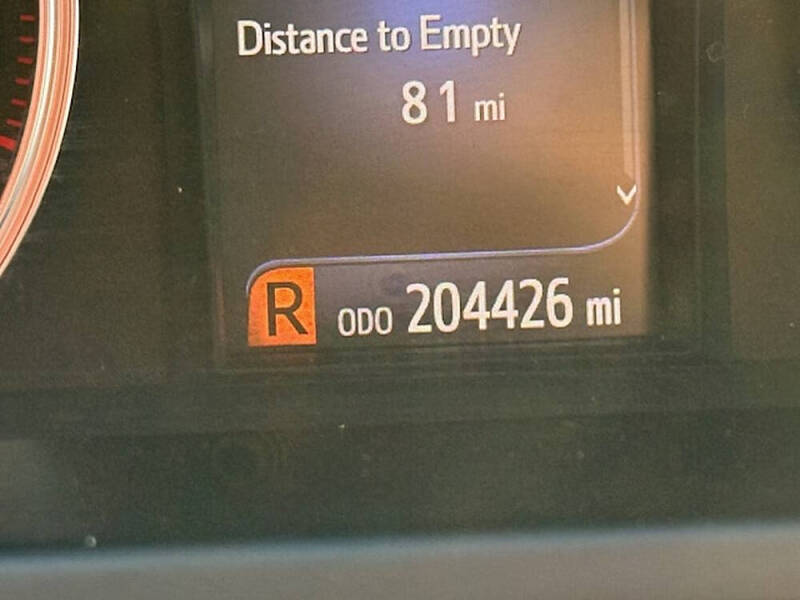 Distance to Empty
81 mi
R ODO 204426 mi